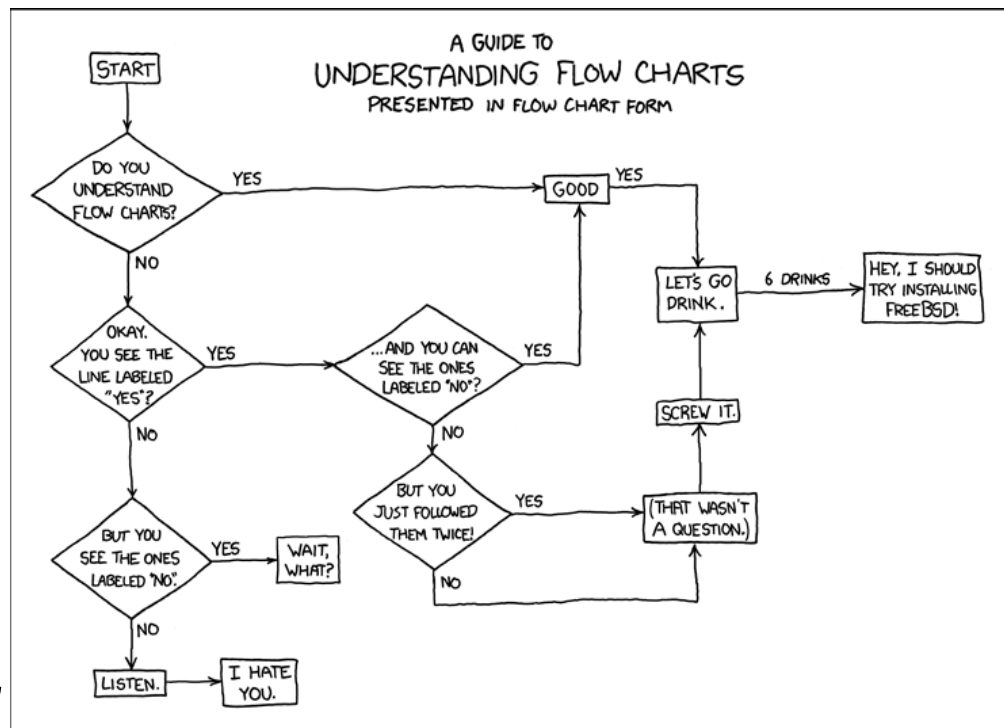 A GUIDE TO
UNDERSTANDING FLOW CHARTS
PRESENTED IN FLOW CHART FORM
START
DO YOU
UNDERSTAND
FLOW CHARTS?
YES
GOOD
YES
NO
LET'S GO
DRINK.
6 DRINKS
HEY, I SHOULD
TRY INSTALLING
FREEBSD!
OKAY.
YOU SEE THE
LINE LABELED
"YES"?
YES
...AND YOU CAN
SEE THE ONES
LABELED "NO"?
YES
NO
NO
SCREW IT.
BUT YOU
JUST FOLLOWED
THEM TWICE!
YES
(THAT WASN'T
A QUESTION.)
NO
BUT YOU
SEE THE ONES
LABELED "NO".
YES
WAIT,
WHAT?
NO
LISTEN.
I HATE
YOU.